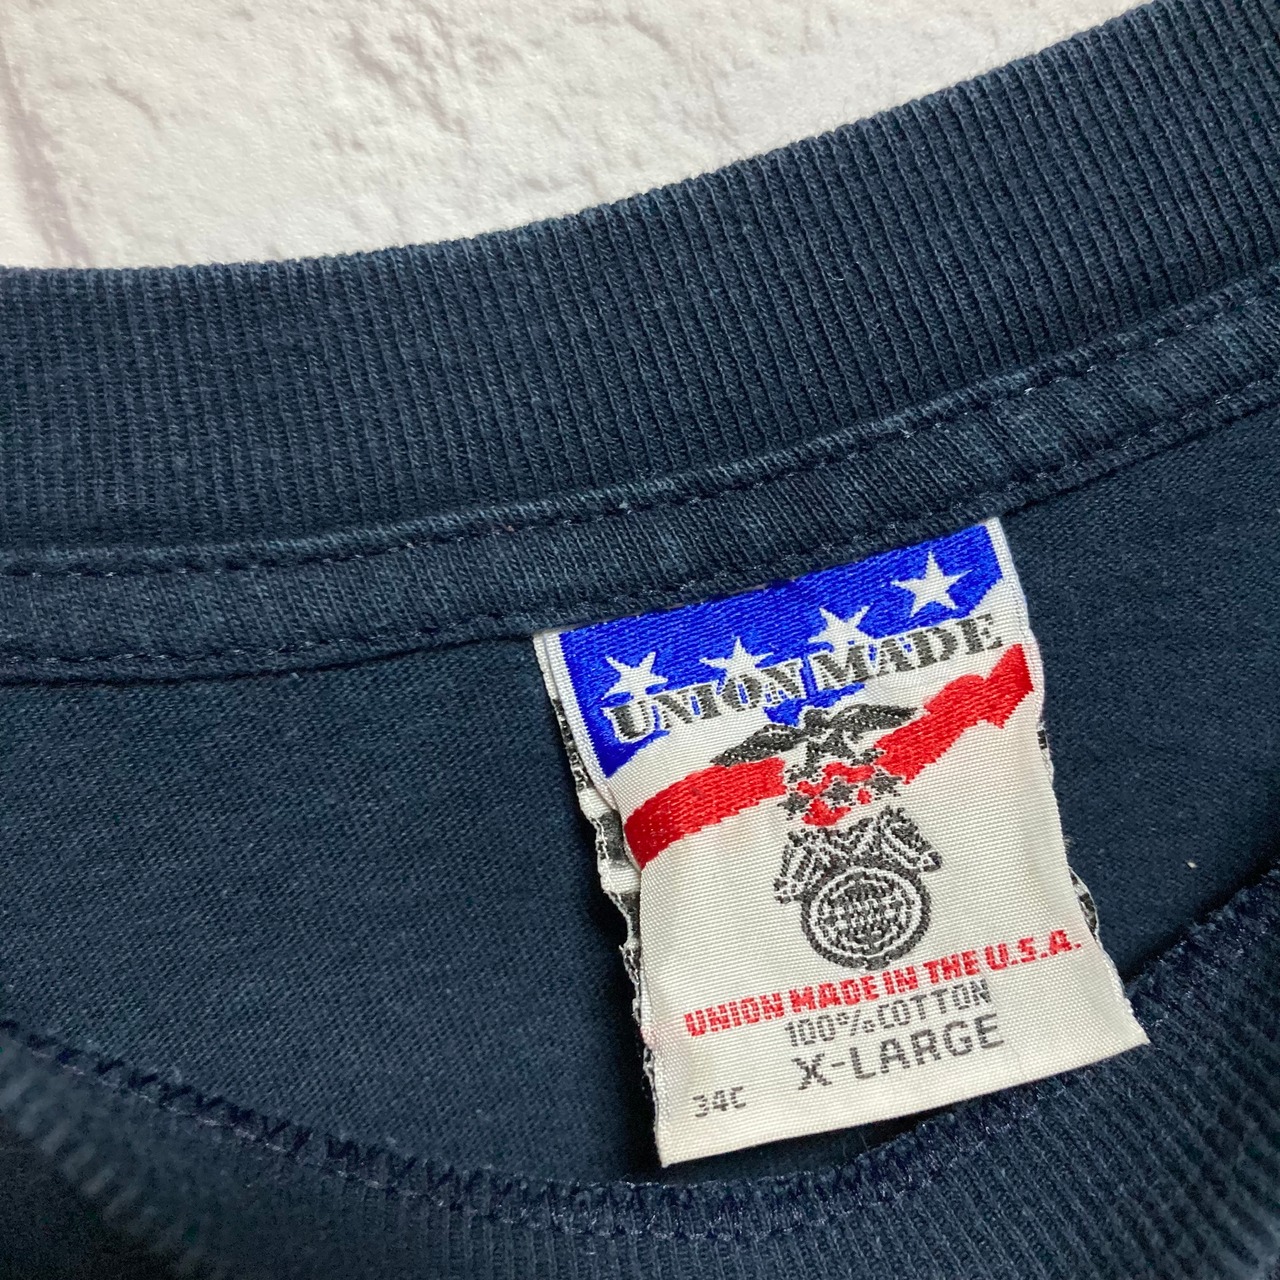 UNION MADE
UNION MADE IN THE U.S.A.
100% COTTON
X-LARGE
34C